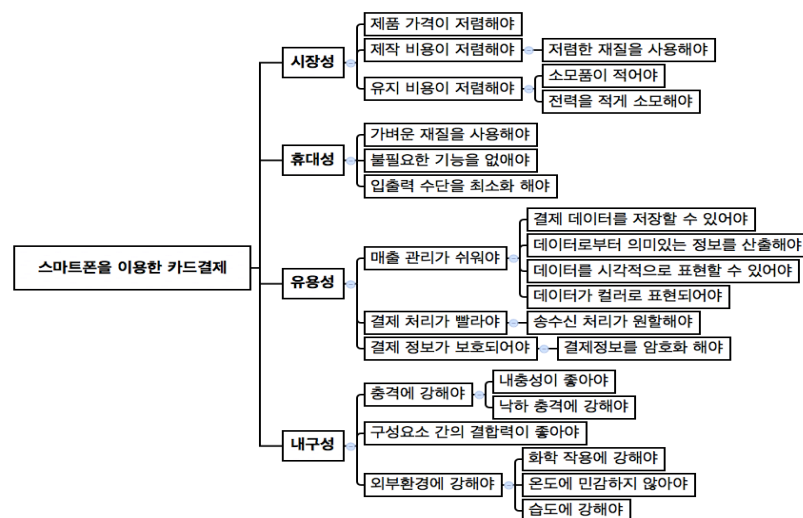 스마트폰을 이용한 카드결제
시장성
제품 가격이 저렴해야
제작 비용이 저렴해야
저렴한 재질을 사용해야
유지 비용이 저렴해야
소모품이 적어야
전력을 적게 소모해야
휴대성
가벼운 재질을 사용해야
불필요한 기능을 없애야
입출력 수단을 최소화 해야
유용성
매출 관리가 쉬워야
결제 데이터를 저장할 수 있어야
데이터로부터 의미있는 정보를 산출해야
데이터를 시각적으로 표현할 수 있어야
데이터가 컬러로 표현되어야
결제 처리가 빨라야
송수신 처리가 원할해야
결제 정보가 보호되어야
결제정보를 암호화 해야
내구성
충격에 강해야
내충성이 좋아야
낙하 충격에 강해야
구성요소 간의 결합력이 좋아야
외부환경에 강해야
화학 작용에 강해야
온도에 민감하지 않아야
습도에 강해야